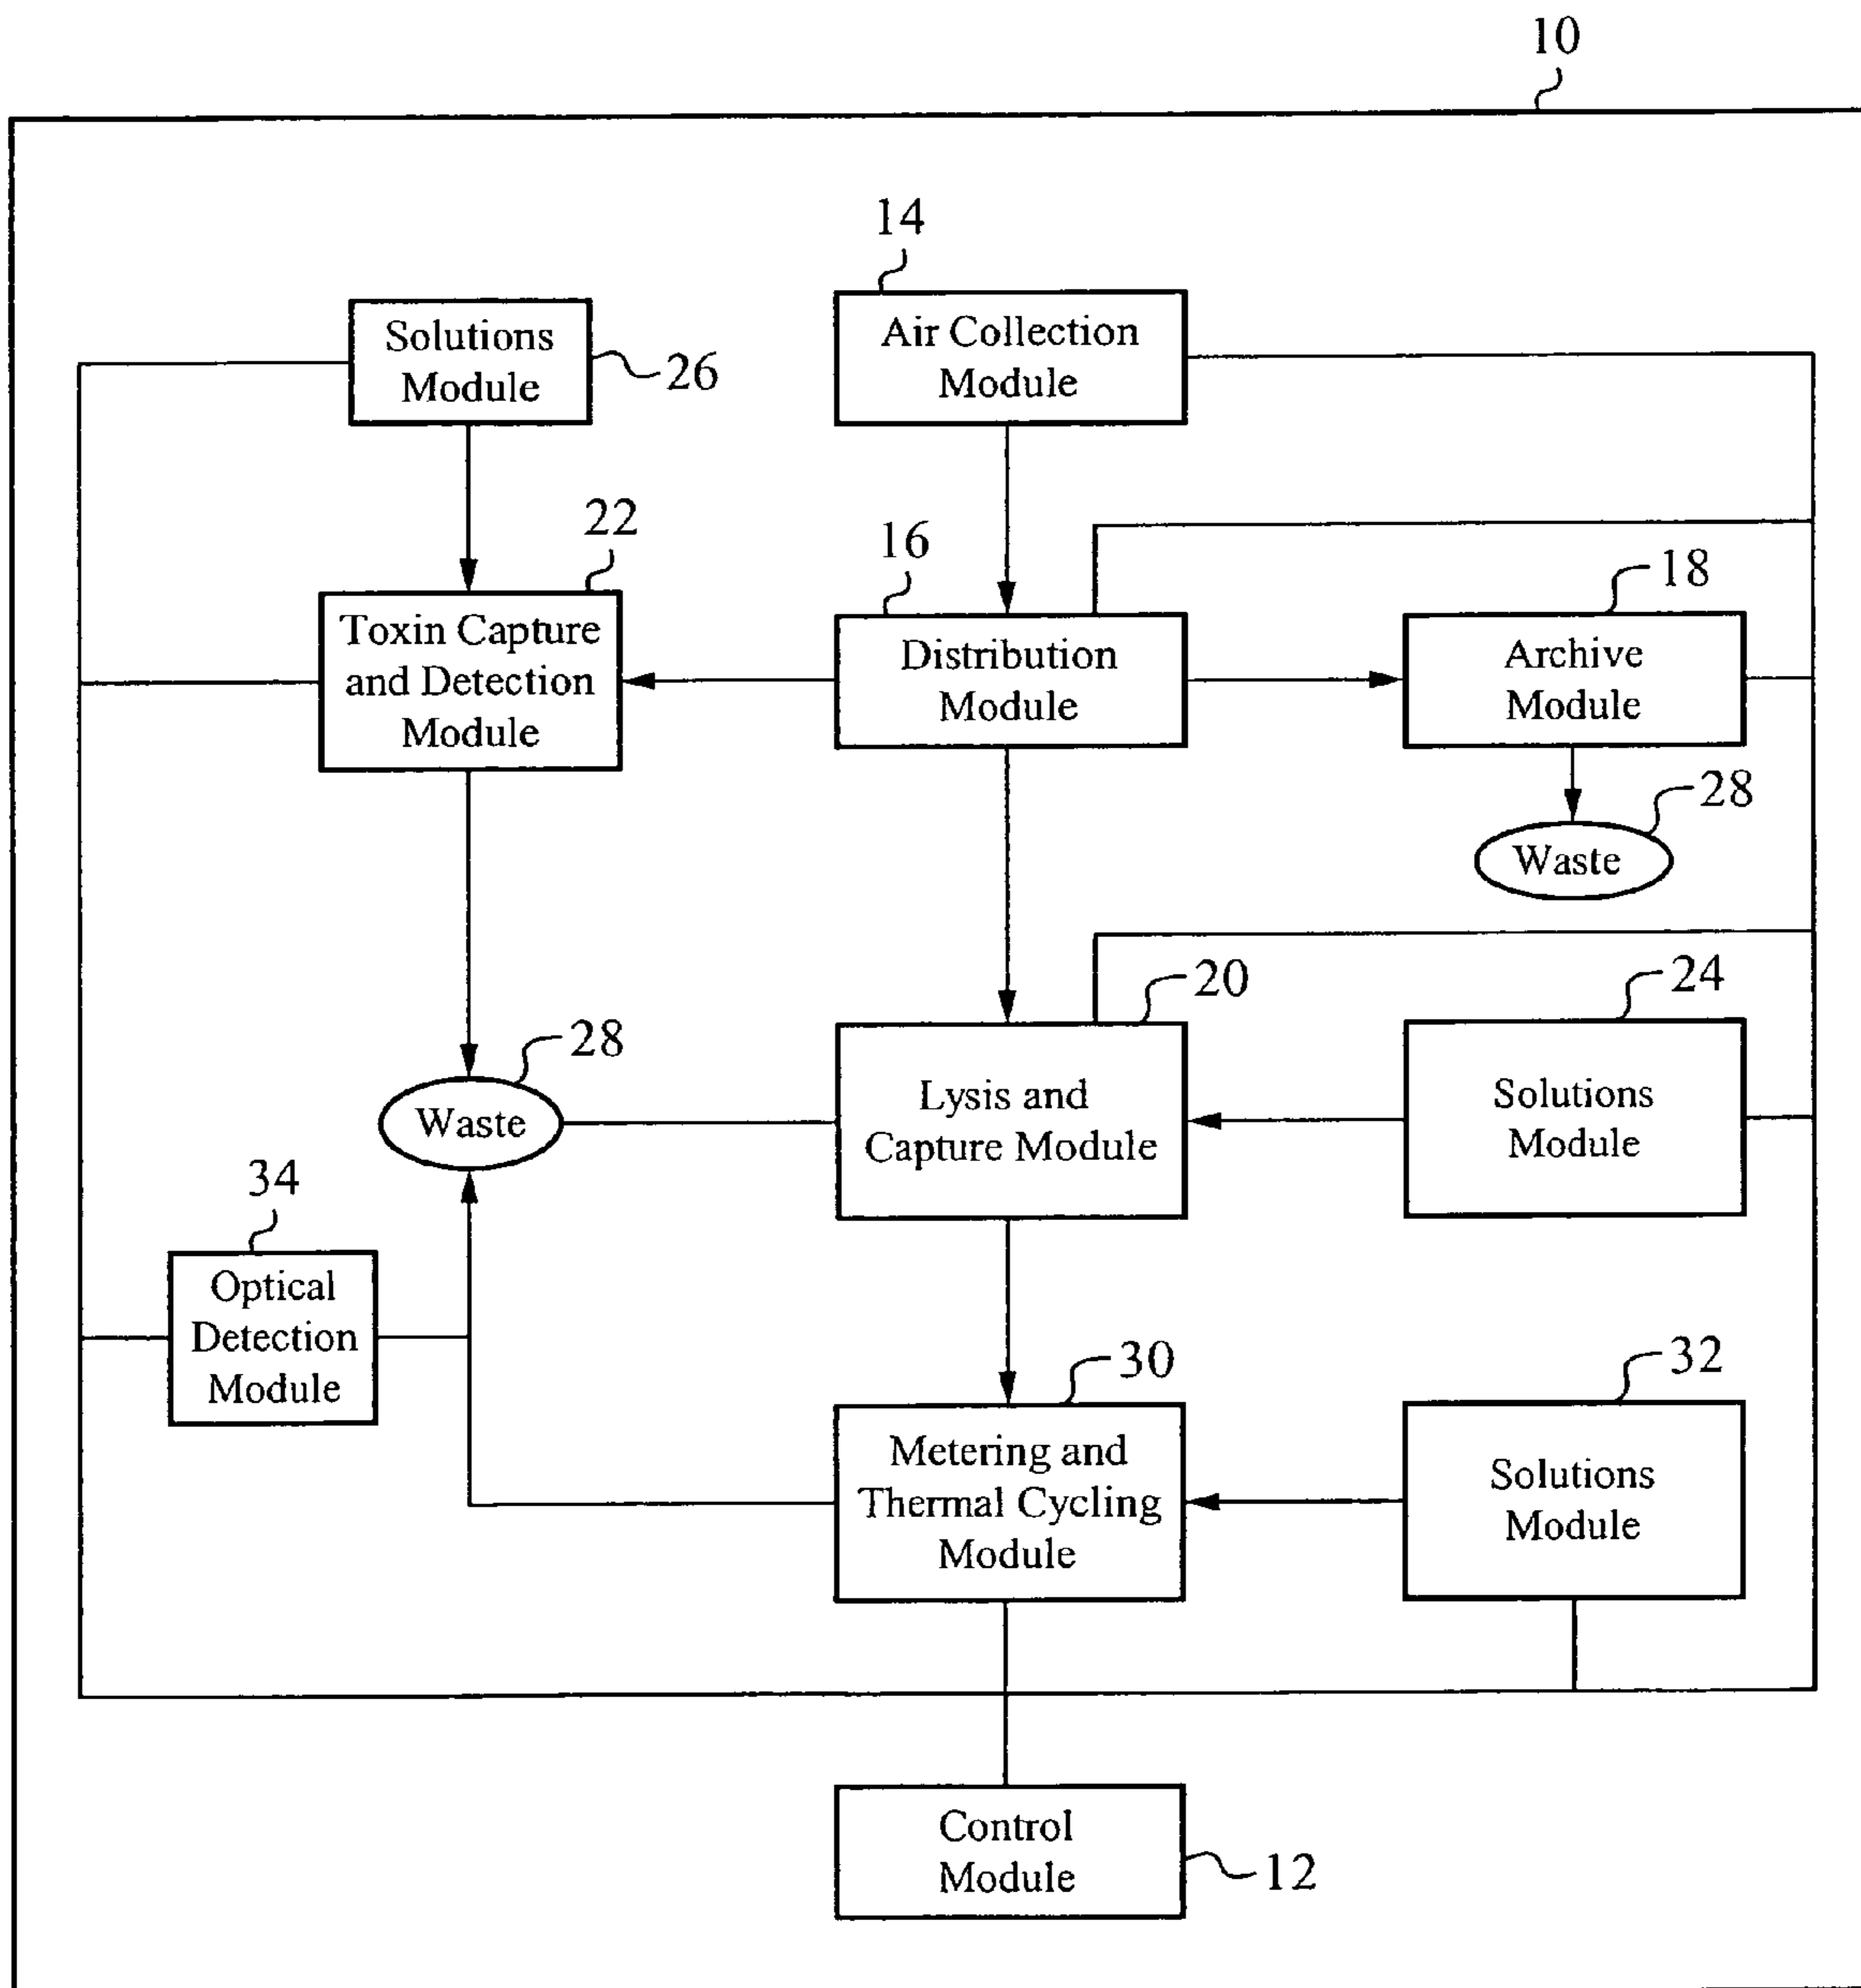 10
14
Solutions
Module
26
Air Collection
Module
22
Toxin Capture
and Detection
Module
16
Distribution
Module
18
Archive
Module
28
Waste
28
Waste
20
Lysis and
Capture Module
24
Solutions
Module
34
Optical
Detection
Module
30
Metering and
Thermal Cycling
Module
32
Solutions
Module
Control
Module
12